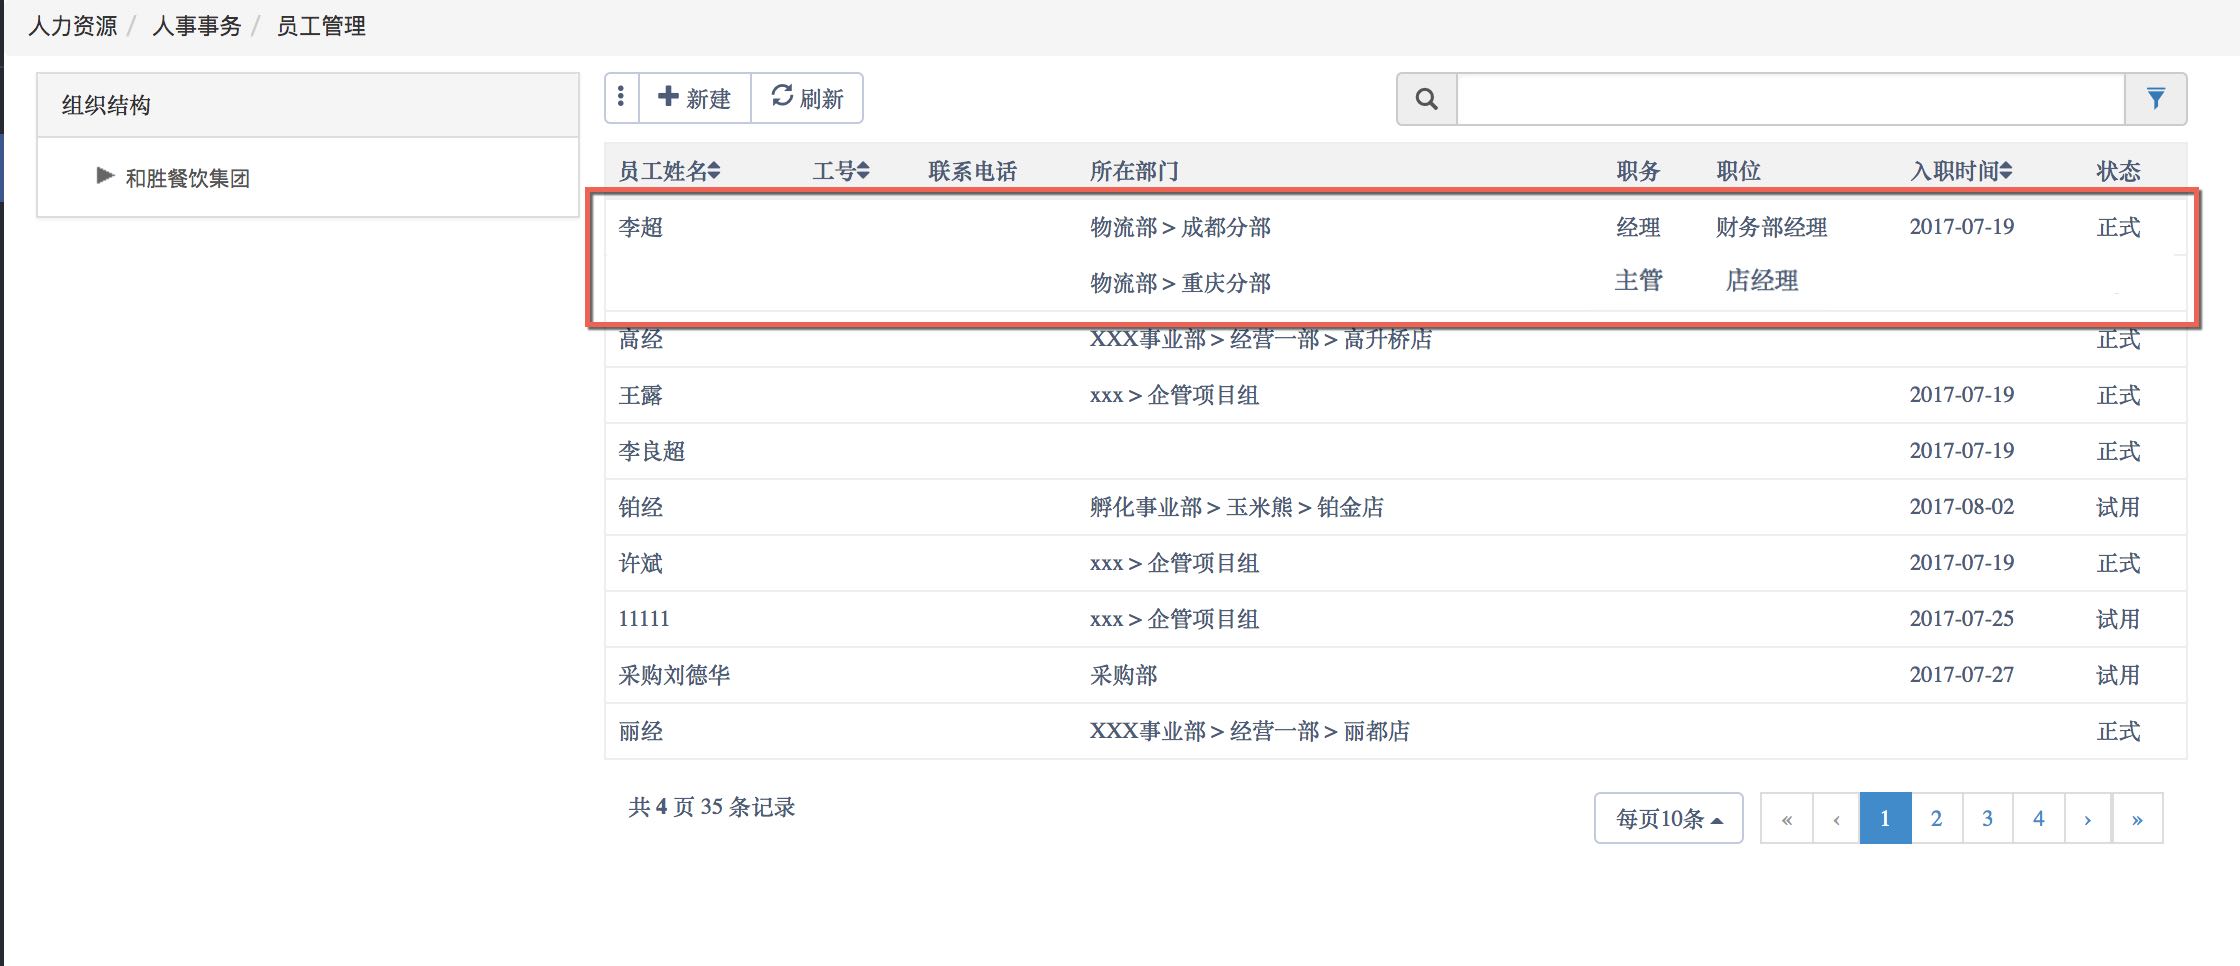 人力资源 / 人事事务 / 员工管理
组织结构
和胜餐饮集团
新建 刷新
员工姓名 工号 联系电话 所在部门 职务 职位 入职时间 状态
李超 物流部 > 成都分部 经理 财务部经理 2017-07-19 正式
物流部 > 重庆分部 主管 店经理
高经 XXX事业部 > 经营一部 > 高升桥店 正式
王露 xxx > 企管项目组 2017-07-19 正式
李良超 2017-07-19 正式
铂经 孵化事业部 > 玉米熊 > 铂金店 2017-08-02 试用
许斌 xxx > 企管项目组 2017-07-19 正式
11111 xxx > 企管项目组 2017-07-25 试用
采购刘德华 采购部 2017-07-27 试用
丽经 XXX事业部 > 经营一部 > 丽都店 正式
共 4 页 35 条记录 每页10条 « ‹ 1 2 3 4 › »